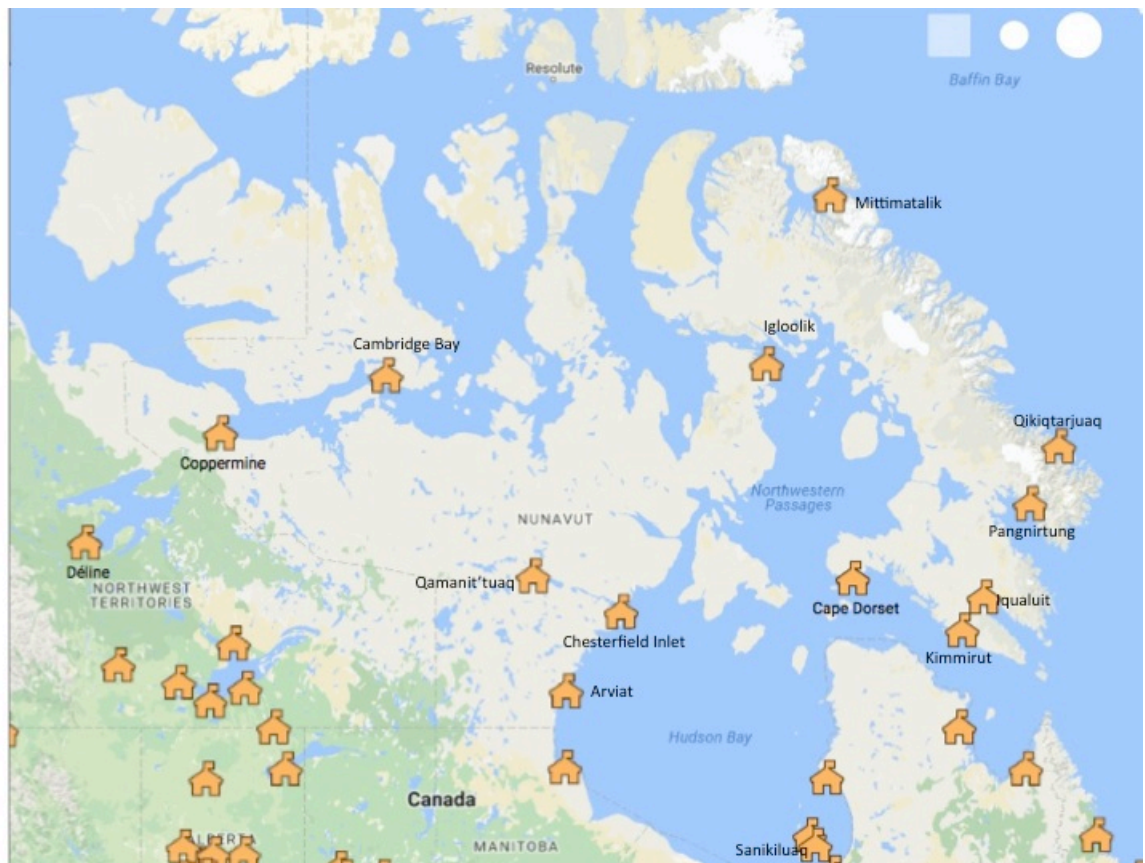 Resolute
Baffin Bay
Mittimatalik
Igloolik
Cambridge Bay
Qikiqtarjuaq
Coppermine
Northwestern
Passages
NUNAVUT
Pangnirtung
Déline
Qamanit'tuaq
NORTHWEST
TERRITORIES
Cape Dorset
Iqualuit
Chesterfield Inlet
Kimmirut
Arviat
Hudson Bay
Canada
ALBERTA
MANITOBA
Sanikiluaq